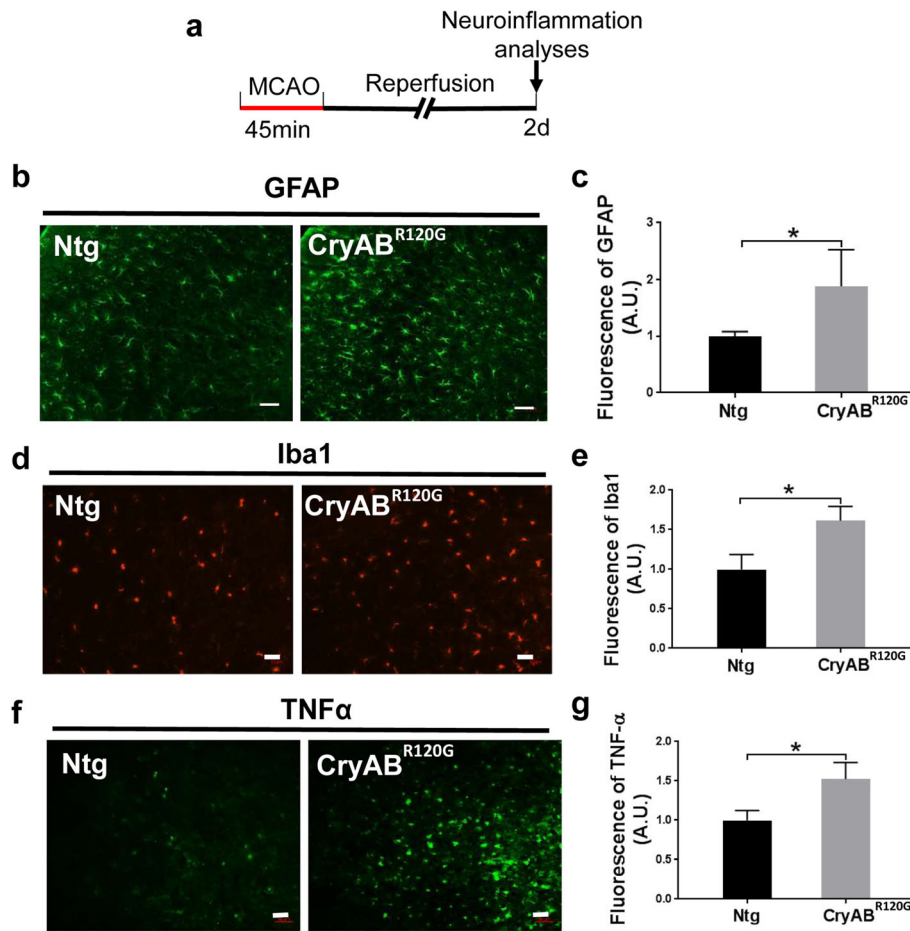 a
Neuroinflammation
analyses
MCAO
Reperfusion
45min
2d
b
GFAP
Ntg
CryAB^R120G
c
Fluorescence of GFAP
(A.U.)
3
2
1
0
*
Ntg
CryAB^R120G
d
Iba1
Ntg
CryAB^R120G
e
Fluorescence of Iba1
(A.U.)
2.0
1.5
1.0
0.5
0.0
*
Ntg
CryAB^R120G
f
TNFα
Ntg
CryAB^R120G
g
Fluorescence of TNF-α
(A.U.)
2.0
1.5
1.0
0.5
0.0
*
Ntg
CryAB^R120G